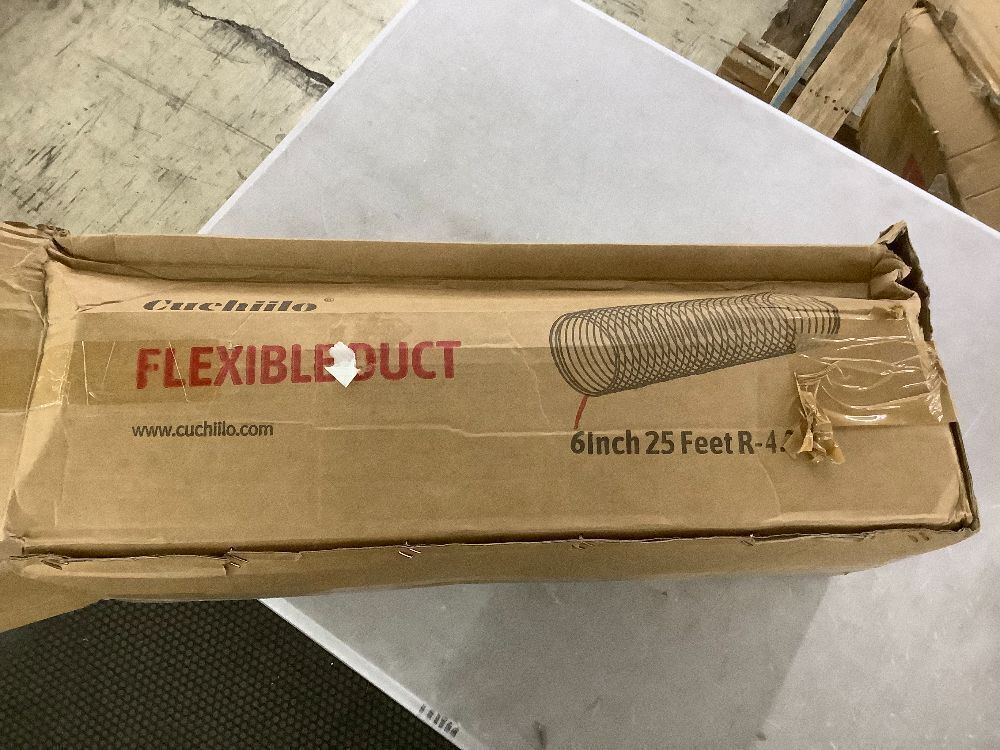 Cuchiilo®
FLEXIBLE DUCT
www.cuchiilo.com
6Inch 25 Feet R-4.